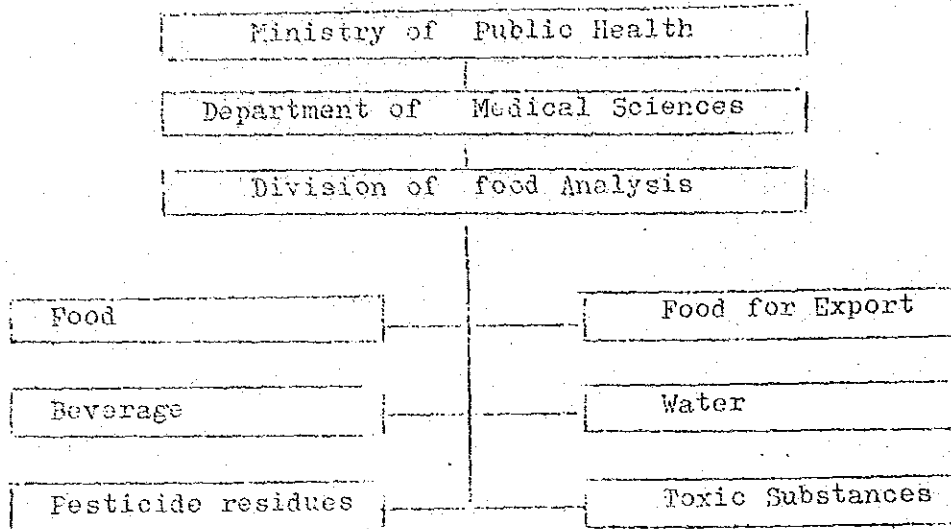 Ministry of Public Health
Department of Medical Sciences
Division of food Analysis
Food
Food for Export
Beverage
Water
Pesticide residues
Toxic Substances